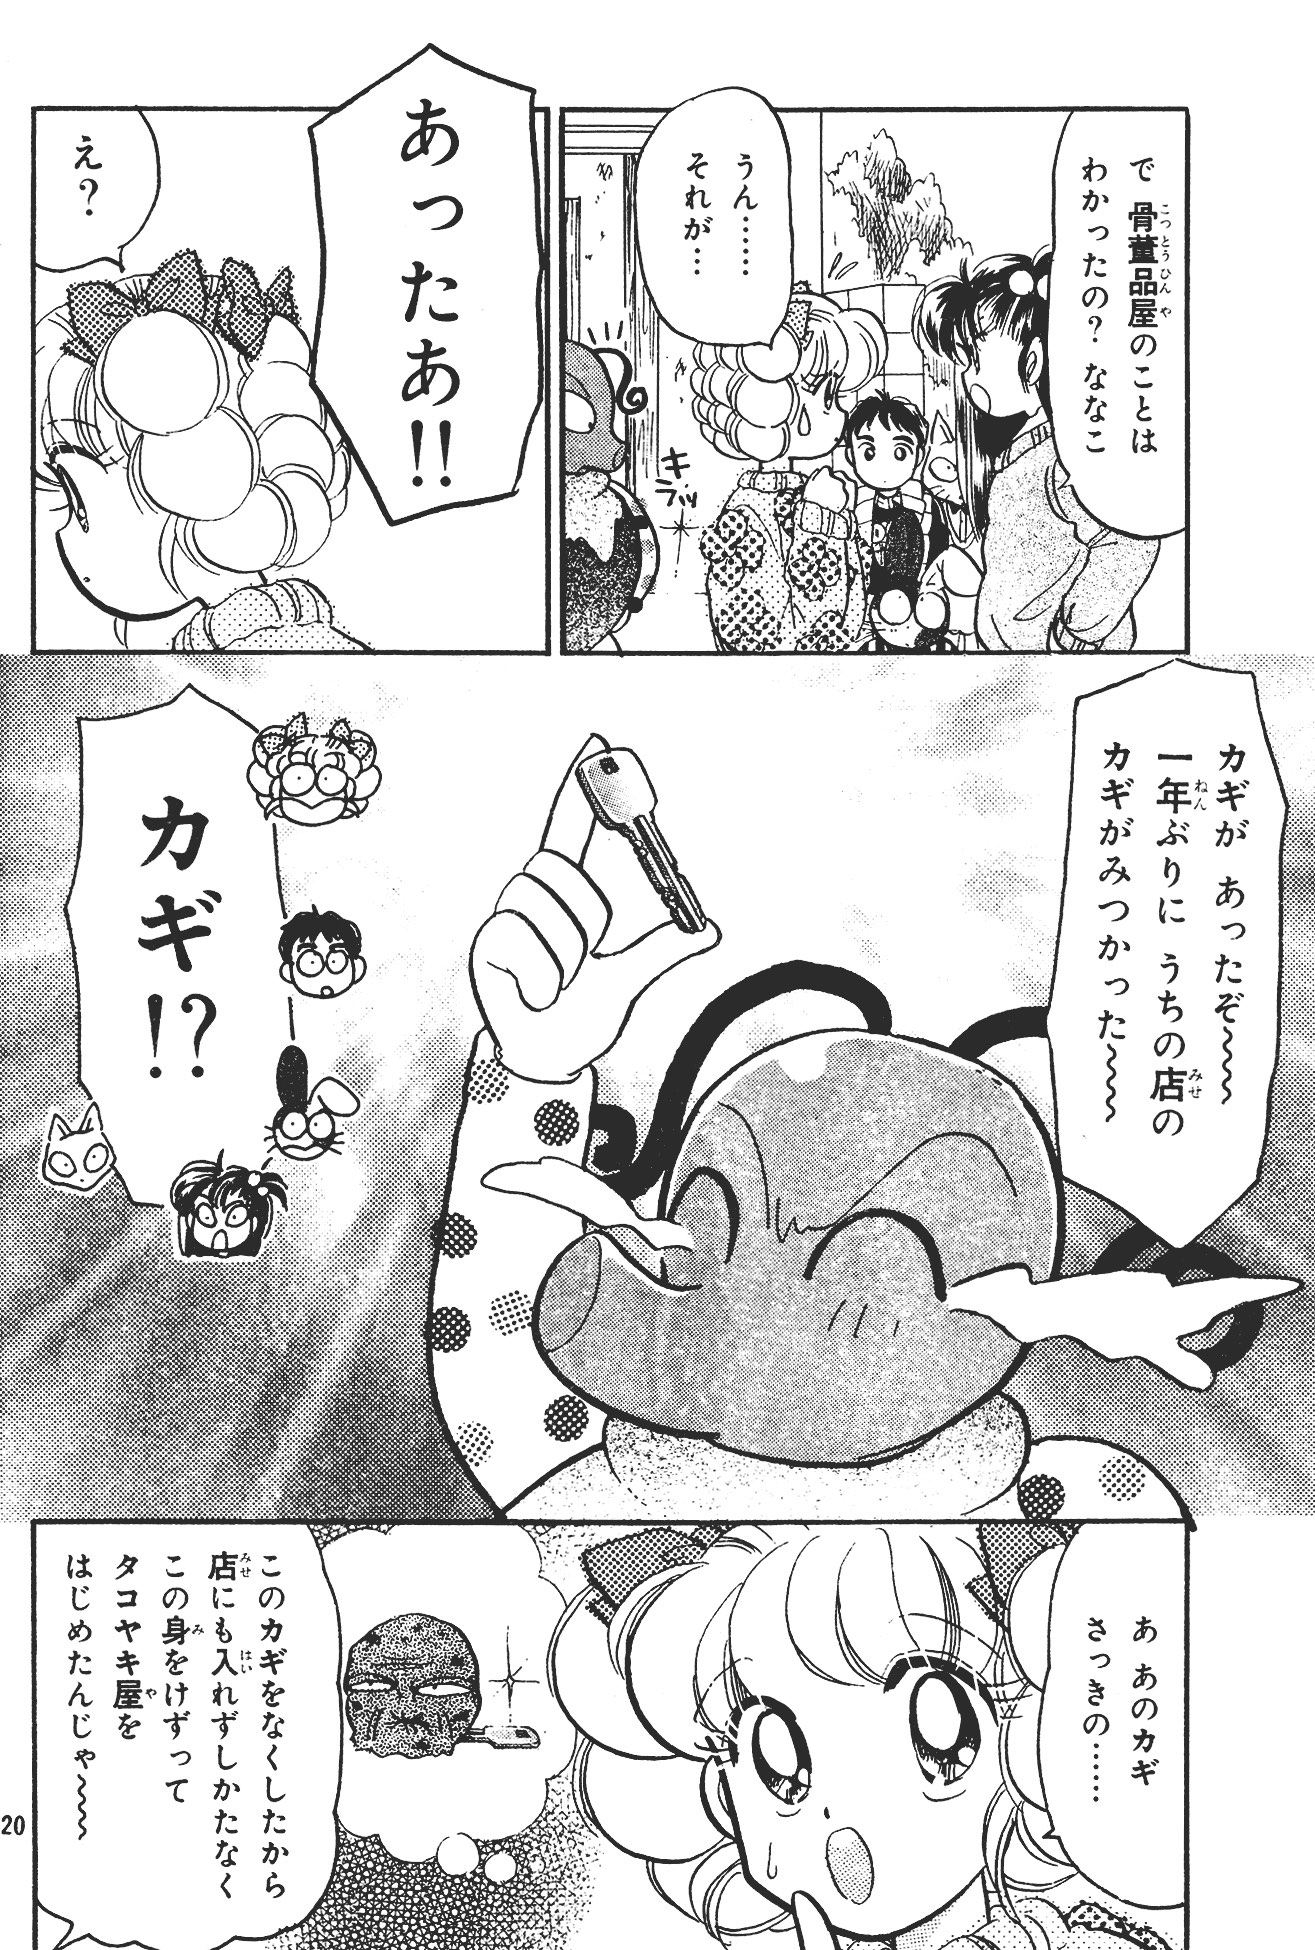 で 骨董品屋のことは
わかったの？ ななこ
うん……
それが…
キラッ
あったあ!!
え？
カギが あったぞ〜〜〜
一年ぶりに うちの店の
カギがみつかった〜〜〜
カギ!?
あ あのカギ
さっきの……
このカギをなくしたから
店にも入れずしかたなく
この身をけずって
タコヤキ屋を
はじめたんじゃ〜〜〜
20